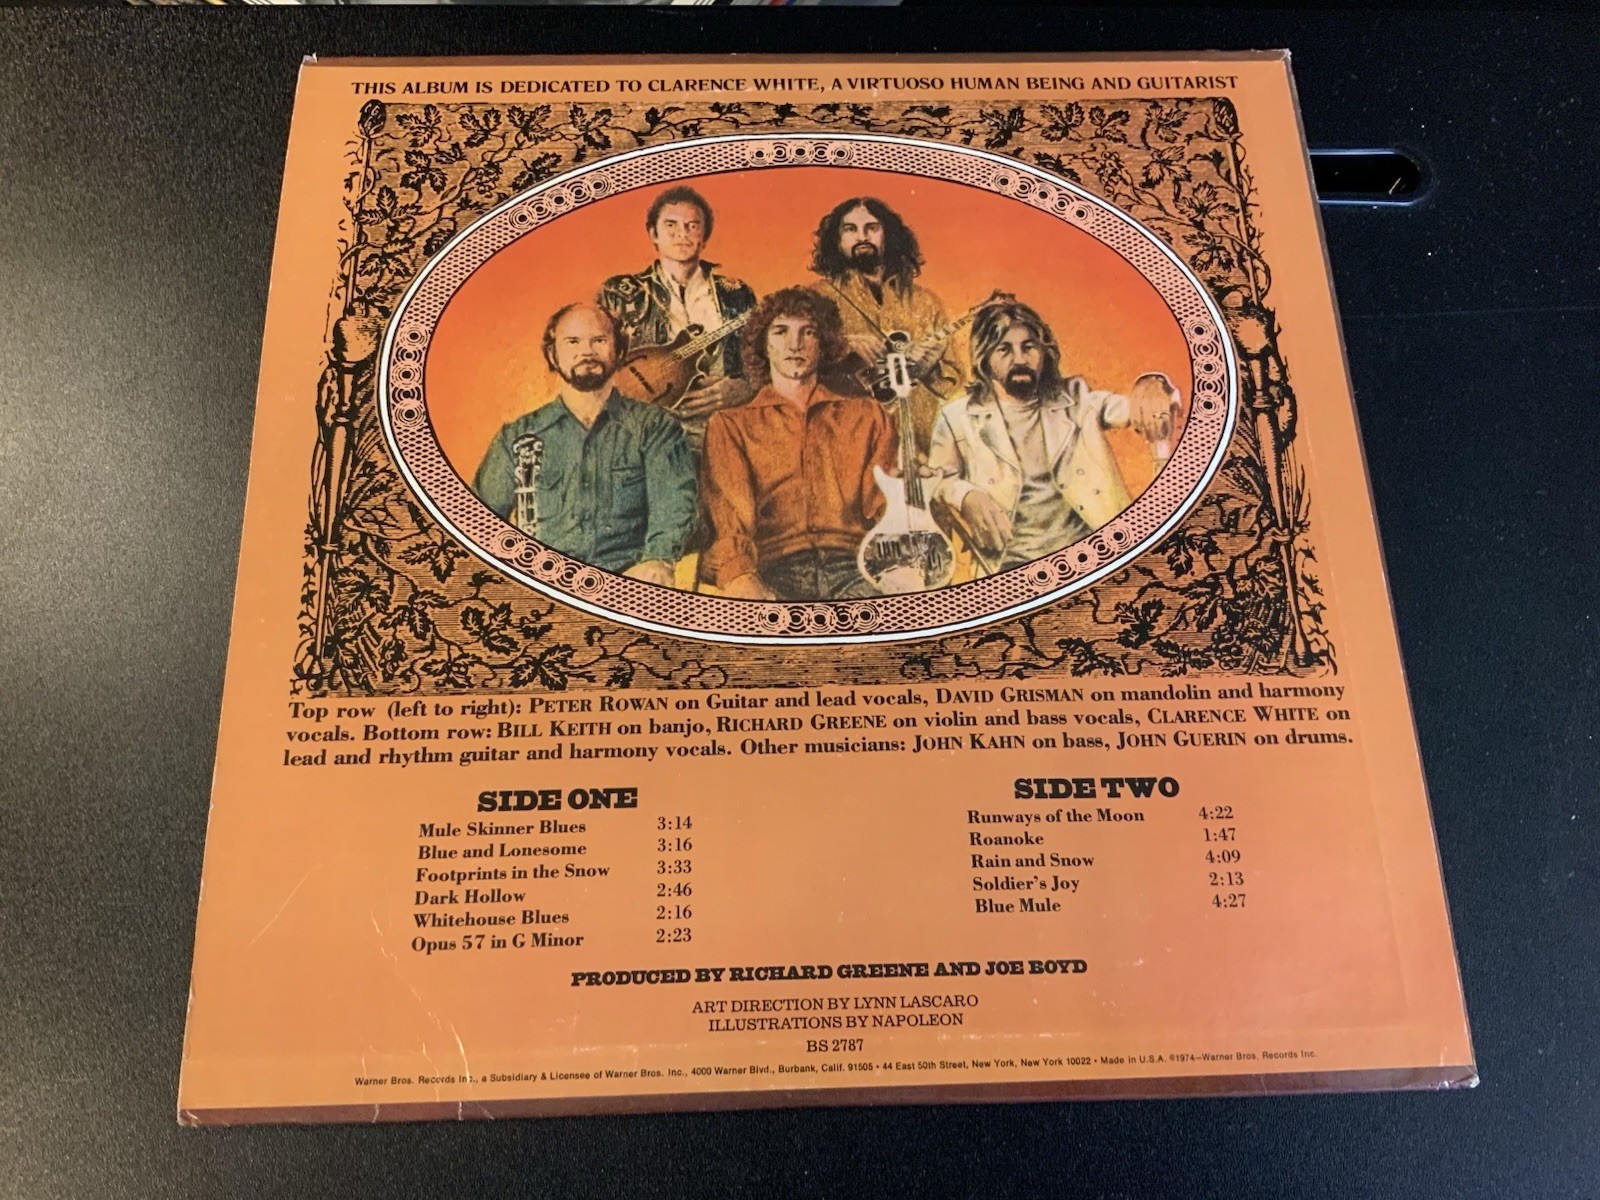 THIS ALBUM IS DEDICATED TO CLARENCE WHITE, A VIRTUOSO HUMAN BEING AND GUITARIST
Top row (left to right): PETER ROWAN on Guitar and lead vocals, DAVID GRISMAN on mandolin and harmony
vocals. Bottom row: BILL KEITH on banjo, RICHARD GREENE on violin and bass vocals, CLARENCE WHITE on
lead and rhythm guitar and harmony vocals. Other musicians: JOHN KAHN on bass, JOHN GUERIN on drums.
SIDE ONE
Mule Skinner Blues 3:14
Blue and Lonesome 3:16
Footprints in the Snow 3:33
Dark Hollow 2:46
Whitehouse Blues 2:16
Opus 57 in G Minor 2:23
SIDE TWO
Runways of the Moon 4:22
Roanoke 1:47
Rain and Snow 4:09
Soldier's Joy 2:13
Blue Mule 4:27
PRODUCED BY RICHARD GREENE AND JOE BOYD
ART DIRECTION BY LYNN LASCARO
ILLUSTRATIONS BY NAPOLEON
BS 2787
Warner Bros. Records Inc., a Subsidiary & Licensee of Warner Bros. Inc., 4000 Warner Blvd., Burbank, Calif. 91505 • 44 East 50th Street, New York, New York 10022 • Made in U.S.A. ©1974—Warner Bros. Records Inc.